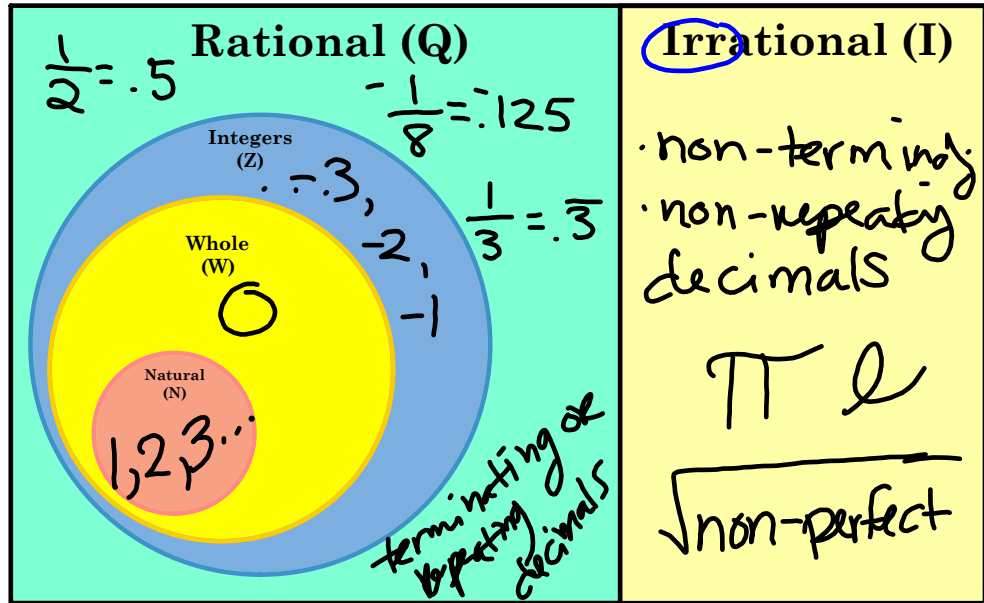 Rational (Q)
1/2 = .5
-1/8 = -.125
1/3 = .3̅
Integers
(Z)
. - .3,
-2,
-1
Whole
(W)
0
Natural
(N)
1,2,3...
terminating or
repeating
decimals
Irrational (I)
· non-terminating
· non-repeating
decimals
π e
√non-perfect